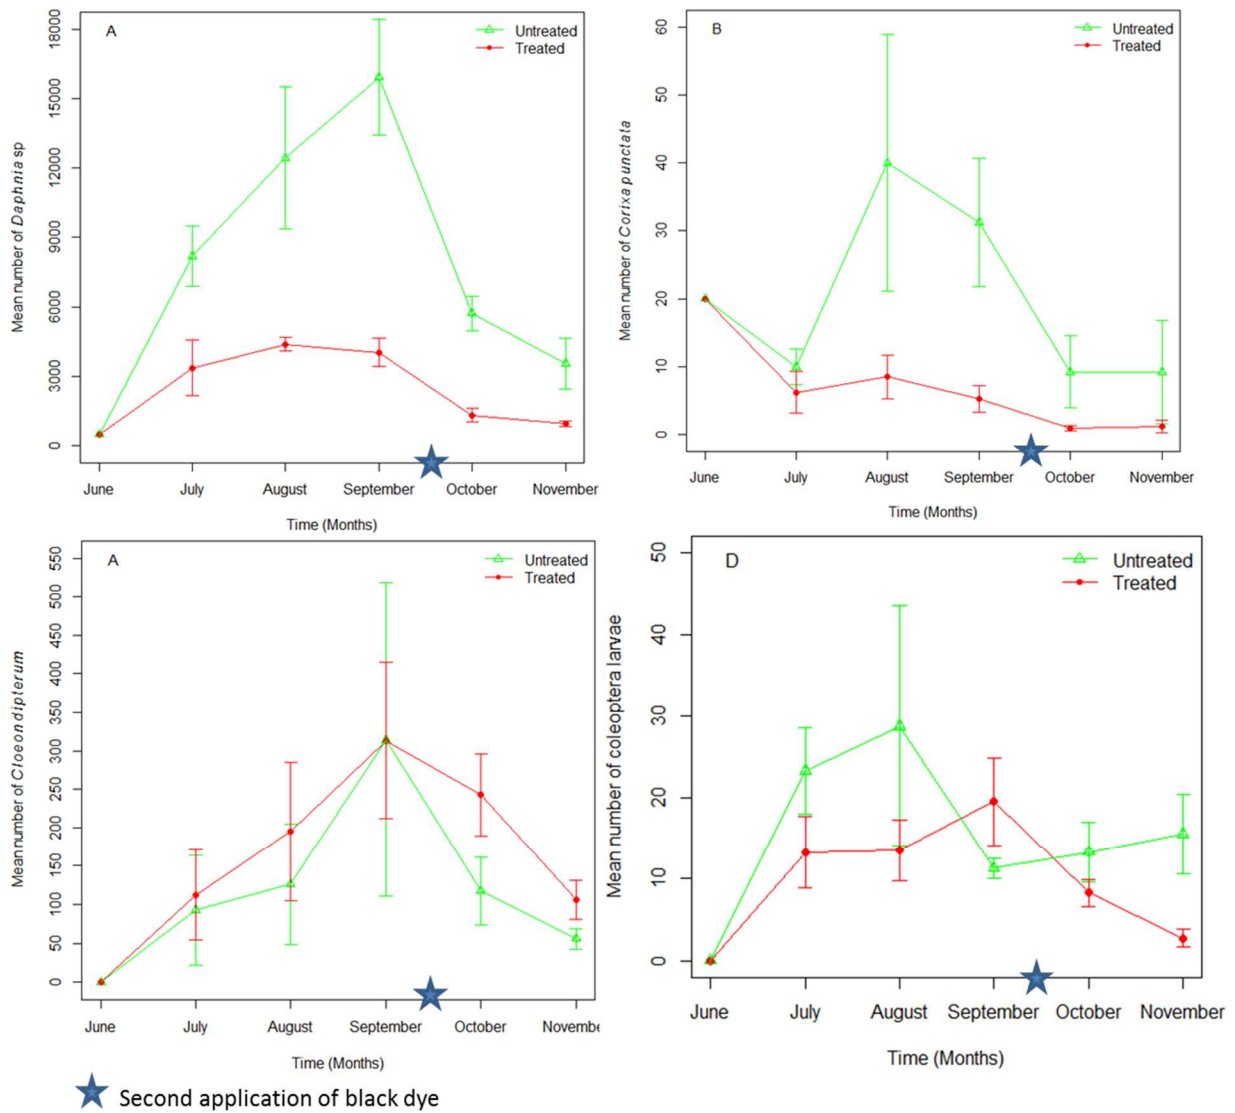 A
Untreated
Treated
Mean number of Daphnia sp
18000
15000
12000
9000
6000
3000
0
June July August September October November
Time (Months)
B
Untreated
Treated
Mean number of Corixa punctata
60
50
40
30
20
10
0
June July August September October November
Time (Months)
A
Untreated
Treated
Mean number of Cloeon dipterum
550
500
450
400
350
300
250
200
150
100
50
0
June July August September October Novembe
Time (Months)
D
Untreated
Treated
Mean number of coleoptera larvae
50
40
30
20
10
0
June July August September October November
Time (Months)
Second application of black dye